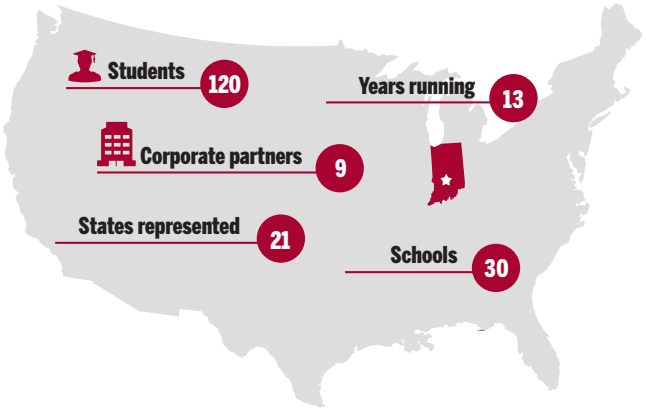 Students
120
Years running
13
Corporate partners
9
States represented
21
Schools
30